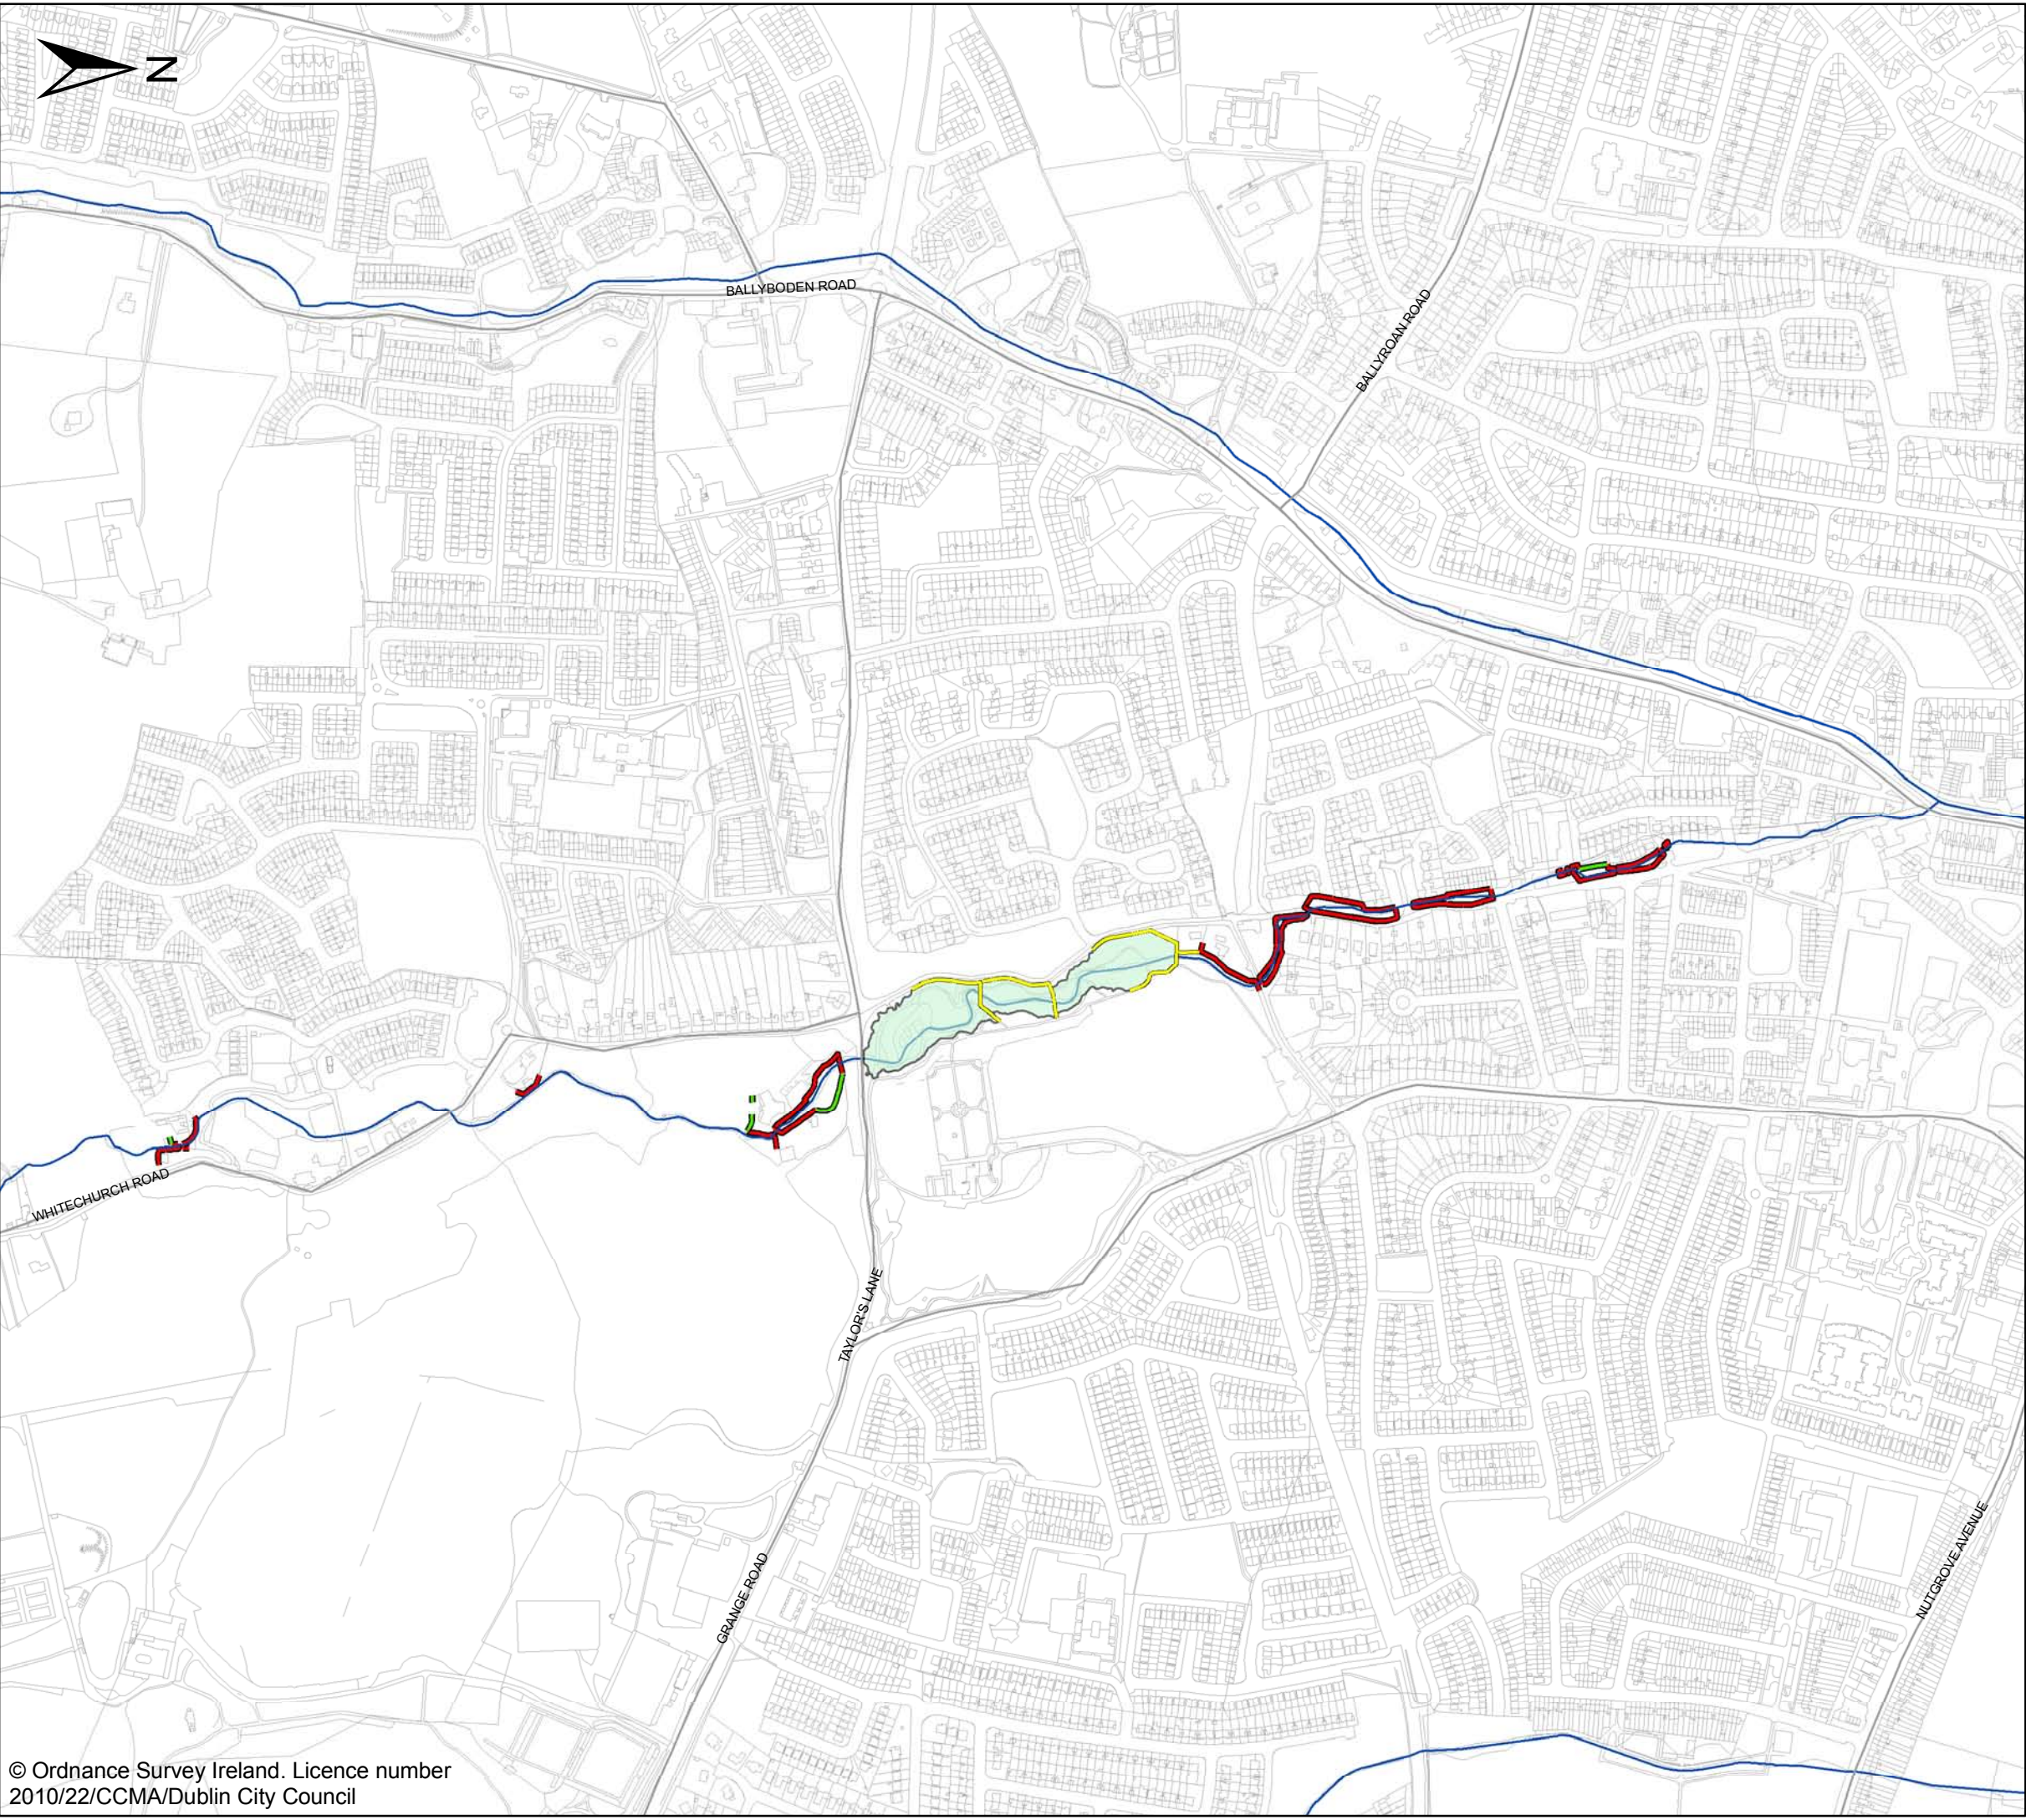 N
BALLYBODEN ROAD
BALLYROAN ROAD
WHITECHURCH ROAD
TAYLOR'S LANE
GRANGE ROAD
NUTGROVE AVENUE
© Ordnance Survey Ireland. Licence number
2010/22/CCMA/Dublin City Council